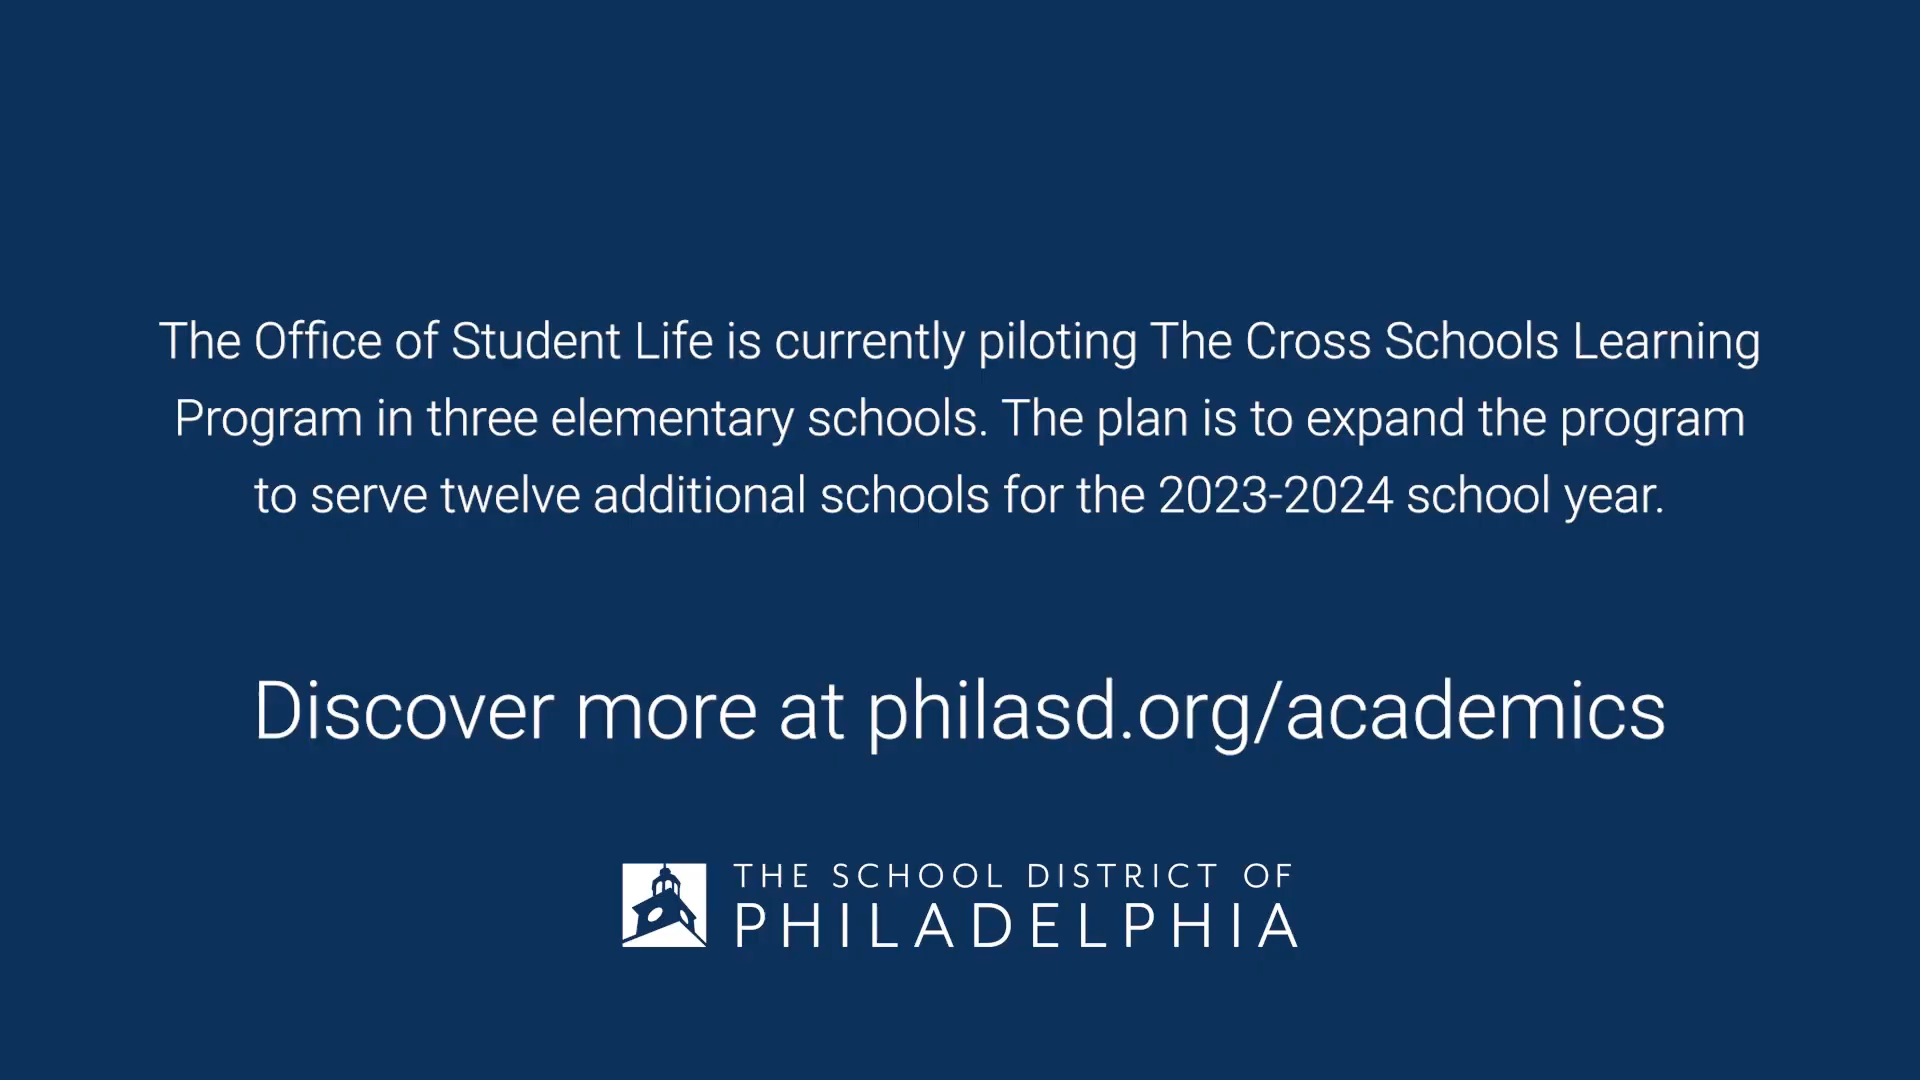 The Office of Student Life is currently piloting The Cross Schools Learning
Program in three elementary schools. The plan is to expand the program
to serve twelve additional schools for the 2023-2024 school year.
Discover more at philasd.org/academics
THE SCHOOL DISTRICT OF
PHILADELPHIA